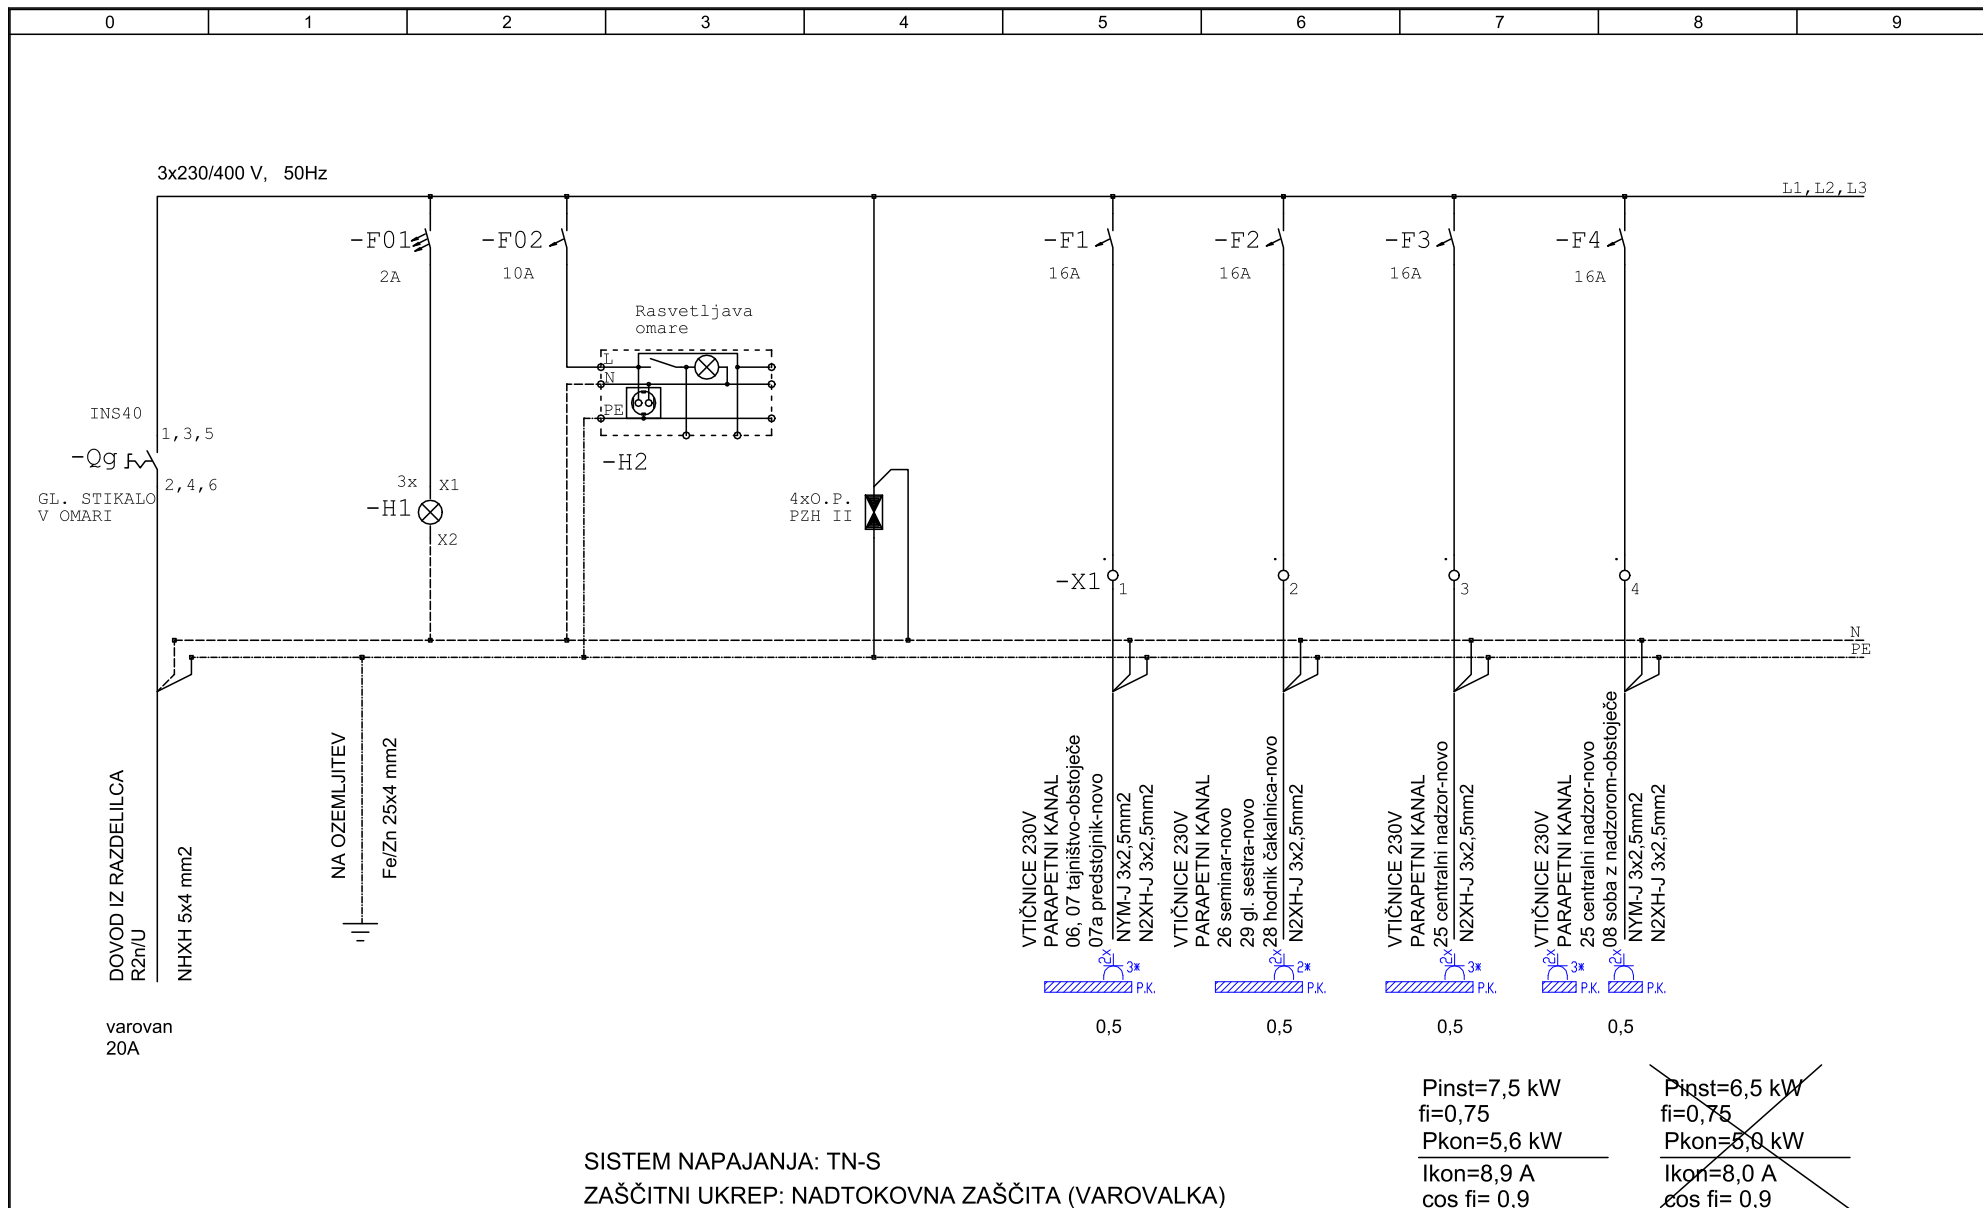 0 1 2 3 4 5 6 7 8 9
3x230/400 V, 50Hz
L1,L2,L3
-F01
2A
-F02
10A
-F1
16A
-F2
16A
-F3
16A
-F4
16A
Rasvetljava
omare
L
N
PE
-H2
INS40
1,3,5
-Qg
2,4,6
GL. STIKALO
V OMARI
3x X1
-H1
X2
4xO.P.
PZH II
-X1
1
2
3
4
N
PE
DOVOD IZ RAZDELILCA
R2n/U
NHXH 5x4 mm2
NA OZEMLJITEV
Fe/Zn 25x4 mm2
VTIČNICE 230V
PARAPETNI KANAL
06, 07 tajništvo-obstoječe
07a predstojnik-novo
NYM-J 3x2,5mm2
N2XH-J 3x2,5mm2
VTIČNICE 230V
PARAPETNI KANAL
26 seminar-novo
29 gl. sestra-novo
28 hodnik čakalnica-novo
N2XH-J 3x2,5mm2
VTIČNICE 230V
PARAPETNI KANAL
25 centralni nadzor-novo
N2XH-J 3x2,5mm2
VTIČNICE 230V
PARAPETNI KANAL
25 centralni nadzor-novo
08 soba z nadzorom-obstoječe
NYM-J 3x2,5mm2
N2XH-J 3x2,5mm2
2x 3*
P.K.
2x 2*
P.K.
2x 3*
P.K.
2x 3*
P.K.
2x
P.K.
varovan
20A
0,5
0,5
0,5
0,5
Pinst=7,5 kW
fi=0,75
Pkon=5,6 kW
Ikon=8,9 A
cos fi= 0,9
Pinst=6,5 kW
fi=0,75
Pkon=5,0 kW
Ikon=8,0 A
cos fi= 0,9
SISTEM NAPAJANJA: TN-S
ZAŠČITNI UKREP: NADTOKOVNA ZAŠČITA (VAROVALKA)